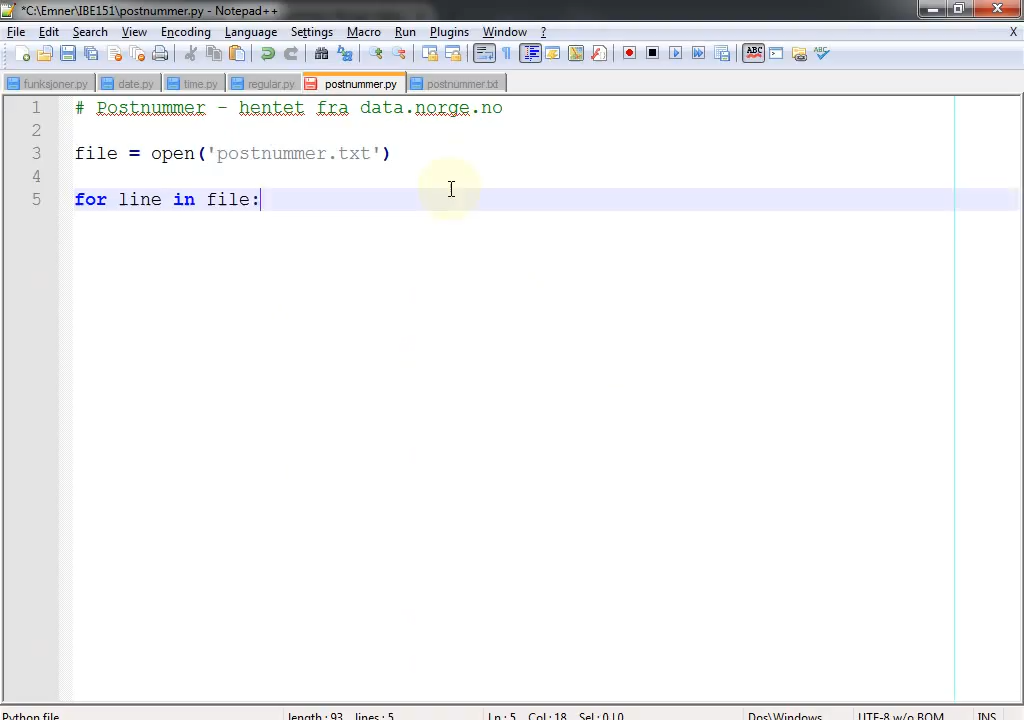 *C:\Emner\IBE151\postnummer.py - Notepad++
File Edit Search View Encoding Language Settings Macro Run Plugins Window ? X
funksjoner.py date.py time.py regular.py postnummer.py postnummer.txt
1 # Postnummer - hentet fra data.norge.no
2
3 file = open('postnummer.txt')
4
5 for line in file:
Python file length : 93 lines : 5 Ln : 5 Col : 18 Sel : 0 | 0 Dos\Windows UTF-8 w/o BOM INS